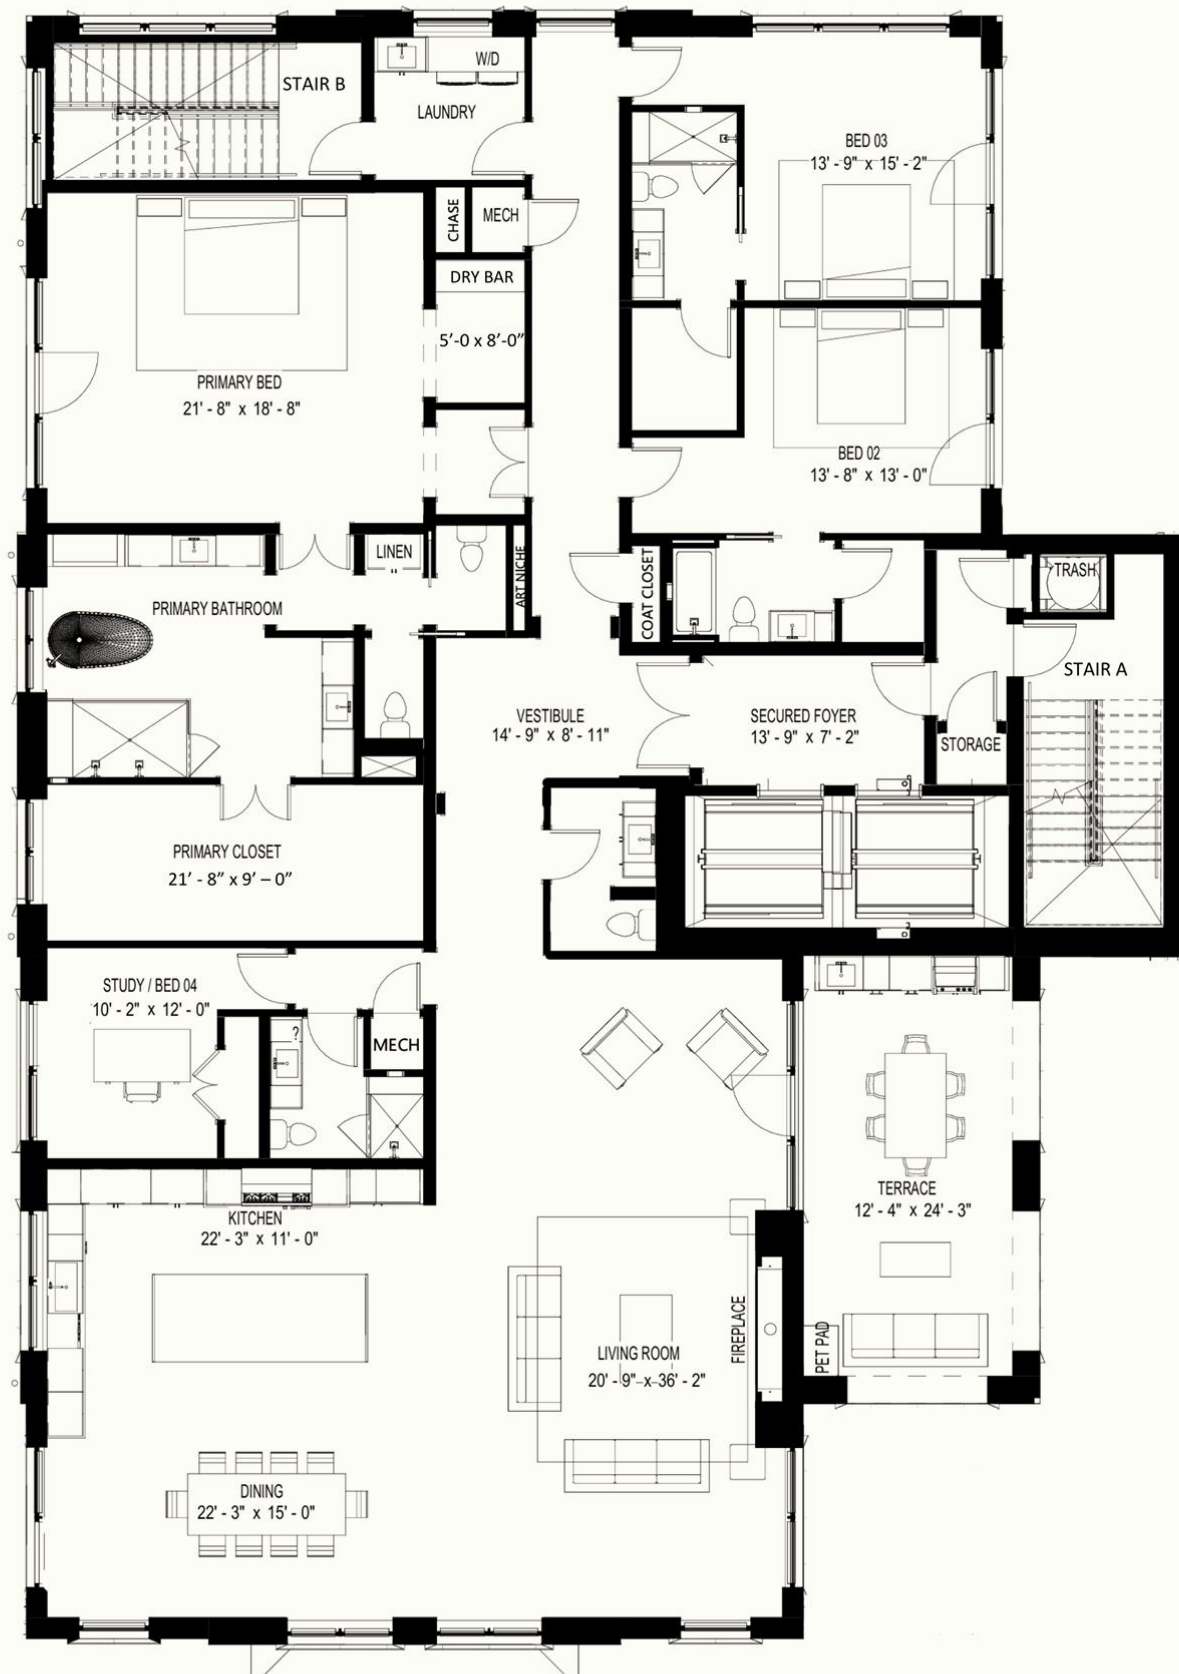 STAIR B
W/D
LAUNDRY
BED 03
13' - 9" x 15' - 2"
CHASE
MECH
DRY BAR
5'-0 x 8'-0"
PRIMARY BED
21' - 8" x 18' - 8"
BED 02
13' - 8" x 13' - 0"
LINEN
ART NICHE
COAT CLOSET
TRASH
PRIMARY BATHROOM
STAIR A
VESTIBULE
14' - 9" x 8' - 11"
SECURED FOYER
13' - 9" x 7' - 2"
STORAGE
PRIMARY CLOSET
21' - 8" x 9' – 0"
STUDY / BED 04
10' - 2" x 12' - 0"
?
MECH
TERRACE
12' - 4" x 24' - 3"
KITCHEN
22' - 3" x 11' - 0"
FIREPLACE
PET PAD
LIVING ROOM
20' - 9" x 36' - 2"
DINING
22' - 3" x 15' - 0"